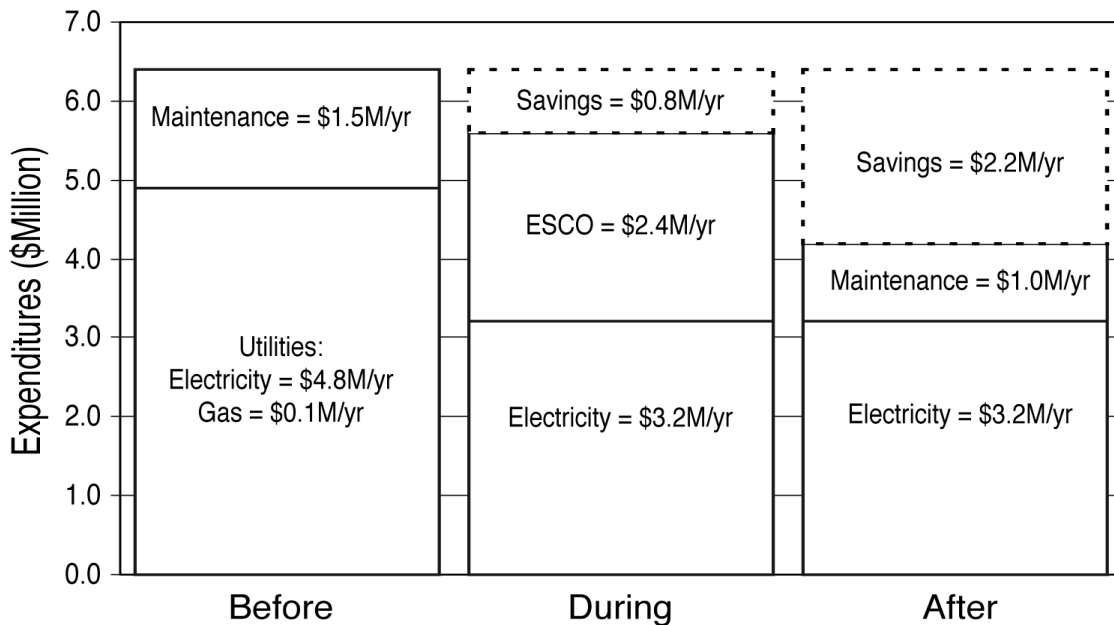 Expenditures ($Million)
7.0
6.0
5.0
4.0
3.0
2.0
1.0
0.0
Maintenance = $1.5M/yr
Utilities:
Electricity = $4.8M/yr
Gas = $0.1M/yr
Before
Savings = $0.8M/yr
ESCO = $2.4M/yr
Electricity = $3.2M/yr
During
Savings = $2.2M/yr
Maintenance = $1.0M/yr
Electricity = $3.2M/yr
After